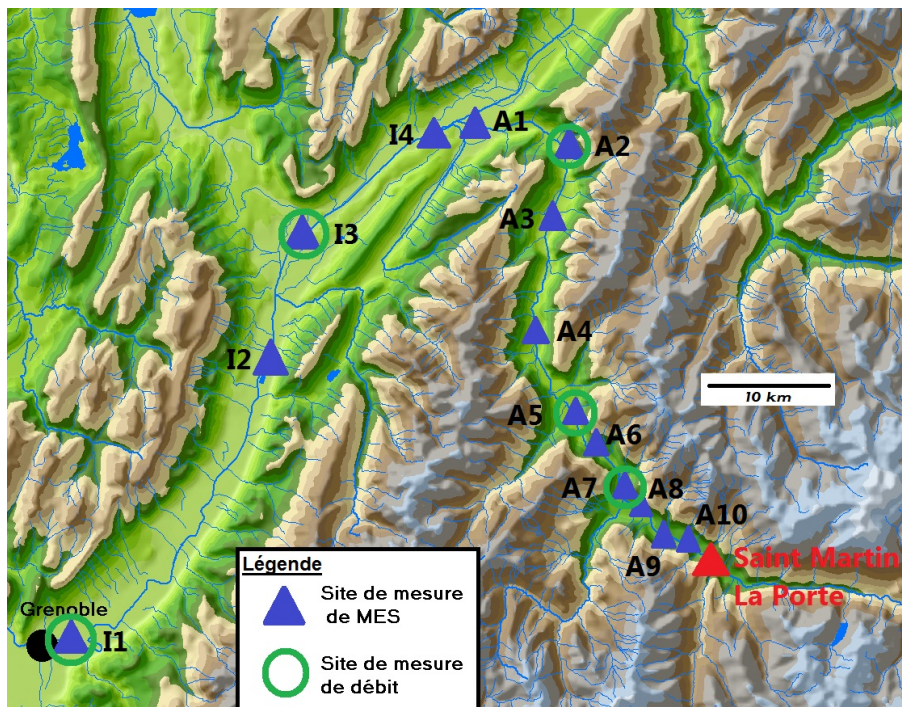 A1
I4
A2
A3
I3
A4
I2
10 km
A5
A6
A7
A8
A10
A9
Saint Martin
La Porte
Grenoble
I1
Légende
Site de mesure
de MES
Site de mesure
de débit